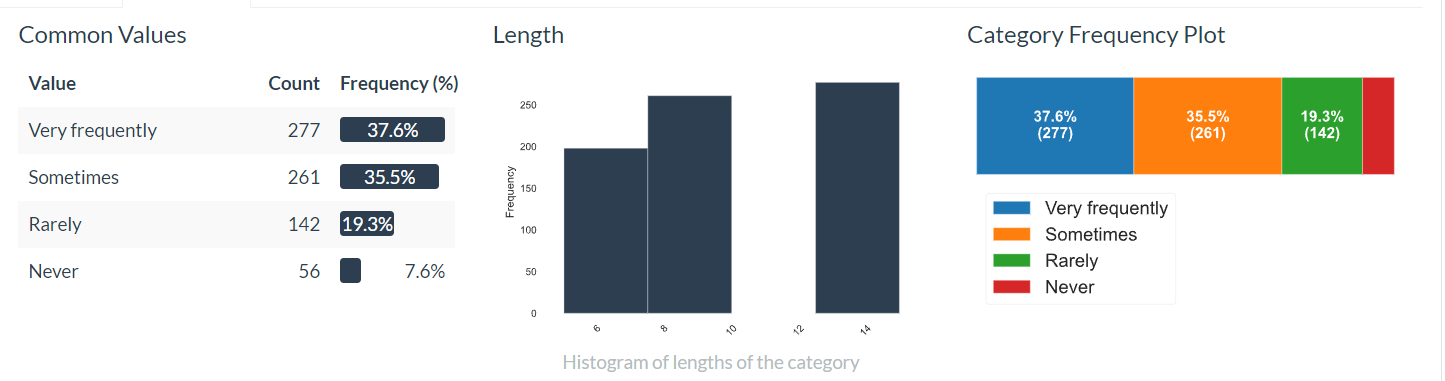 Common Values
Value Count Frequency (%)
Very frequently 277 37.6%
Sometimes 261 35.5%
Rarely 142 19.3%
Never 56 7.6%
Length
250
200
150
100
50
0
Frequency
6 8 10 12 14
Histogram of lengths of the category
Category Frequency Plot
37.6% 35.5% 19.3%
(277) (261) (142)
Very frequently
Sometimes
Rarely
Never